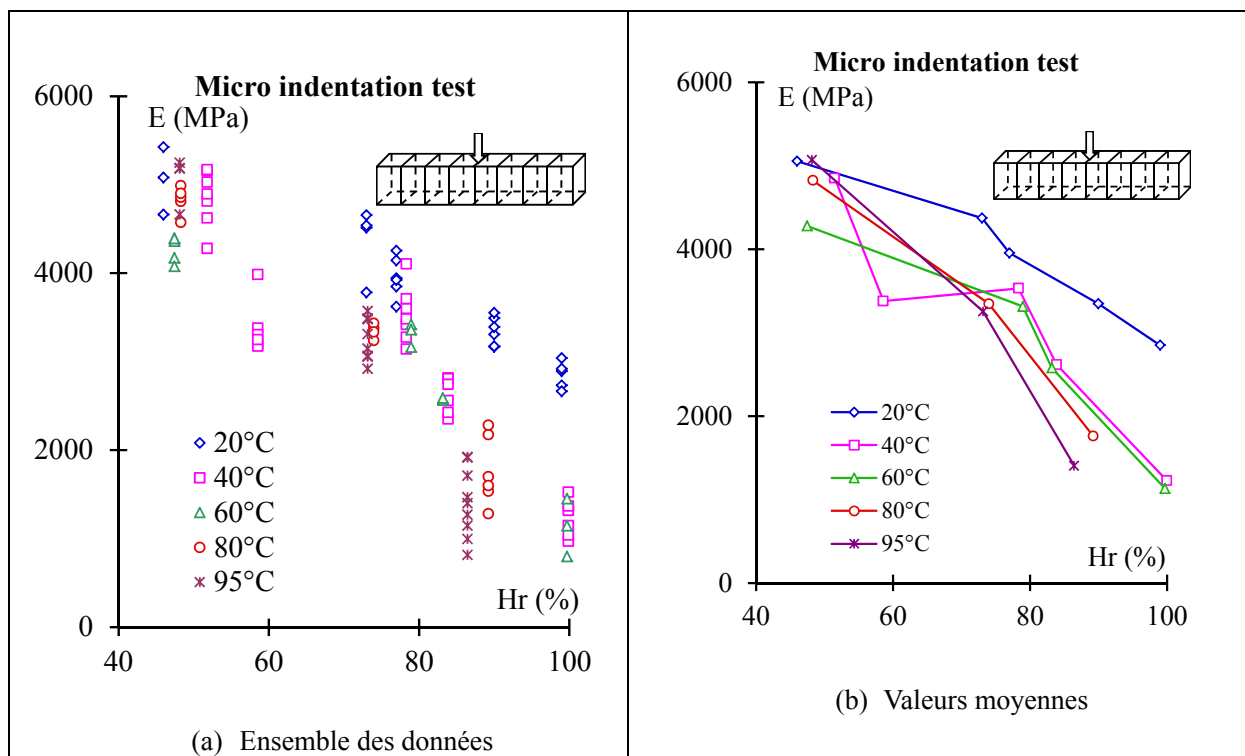 Micro indentation test
E (MPa)
6000
4000
2000
0
20°C
40°C
60°C
80°C
95°C
Hr (%)
40 60 80 100
(a) Ensemble des données
Micro indentation test
E (MPa)
6000
4000
2000
0
20°C
40°C
60°C
80°C
95°C
Hr (%)
40 60 80 100
(b) Valeurs moyennes